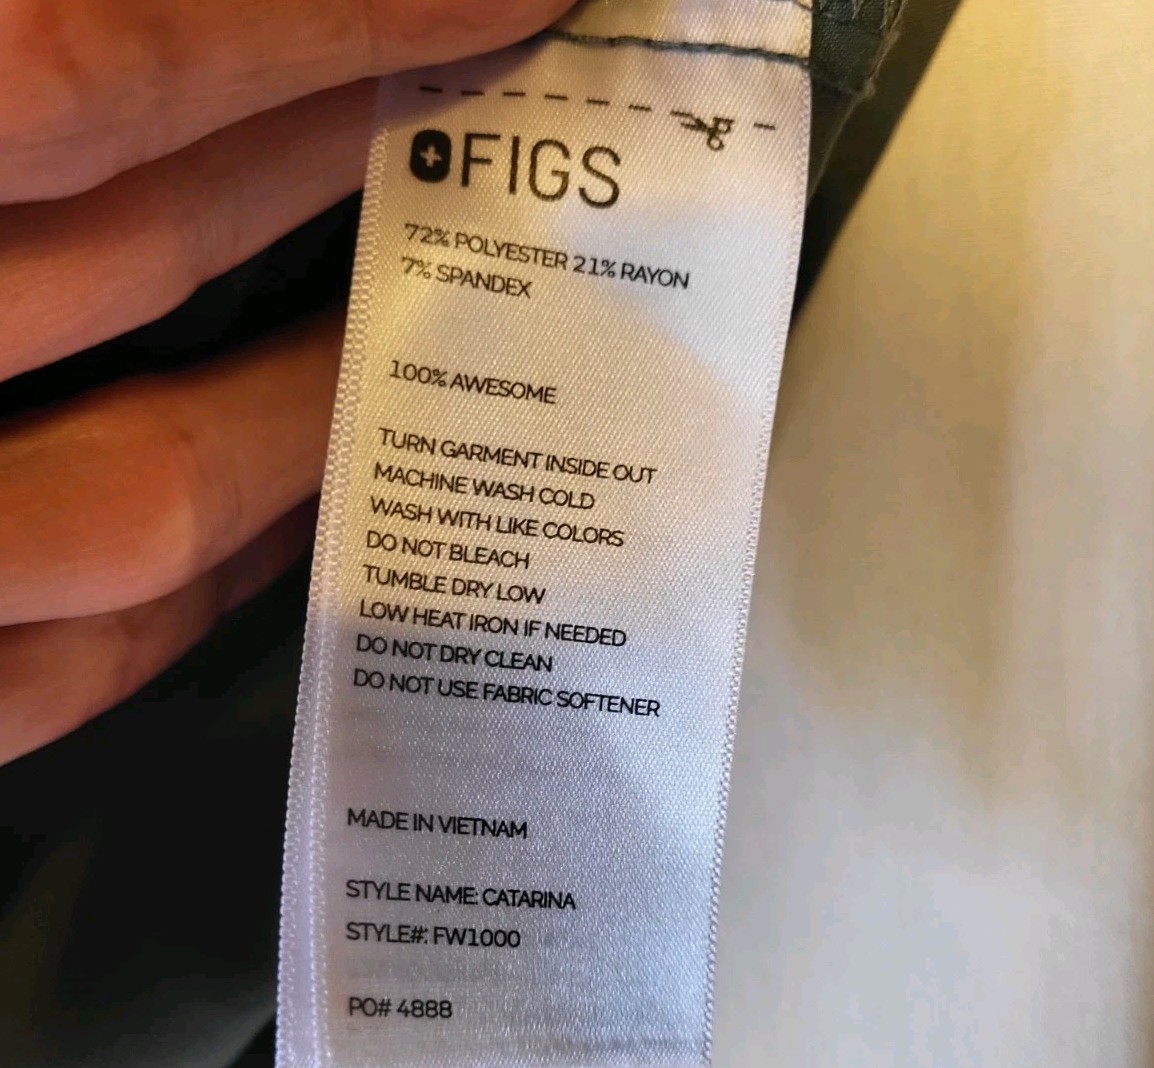 FIGS
72% POLYESTER 21% RAYON
7% SPANDEX
100% AWESOME
TURN GARMENT INSIDE OUT
MACHINE WASH COLD
WASH WITH LIKE COLORS
DO NOT BLEACH
TUMBLE DRY LOW
LOW HEAT IRON IF NEEDED
DO NOT DRY CLEAN
DO NOT USE FABRIC SOFTENER
MADE IN VIETNAM
STYLE NAME: CATARINA
STYLE#: FW1000
PO# 4888